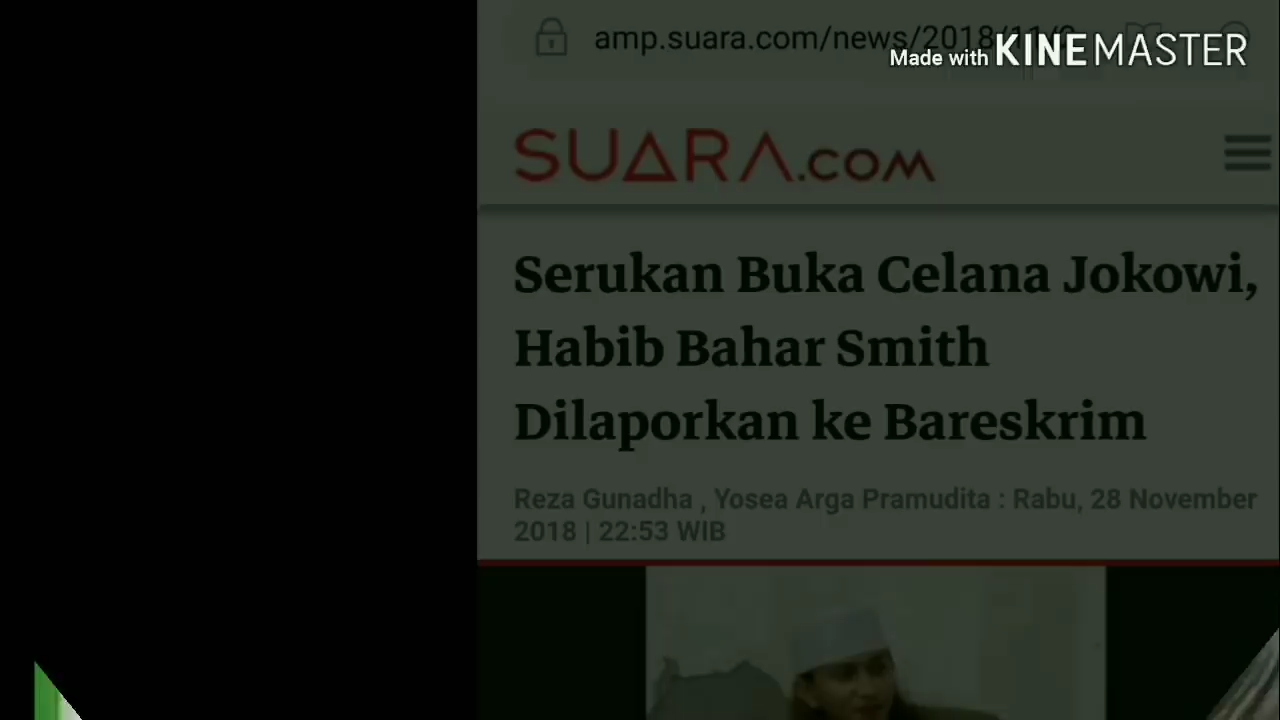 amp.suara.com/news/2018/11/
Made with KINEMASTER
SUARA.COM
Serukan Buka Celana Jokowi,
Habib Bahar Smith
Dilaporkan ke Bareskrim
Reza Gunadha , Yosea Arga Pramudita : Rabu, 28 November
2018 | 22:53 WIB